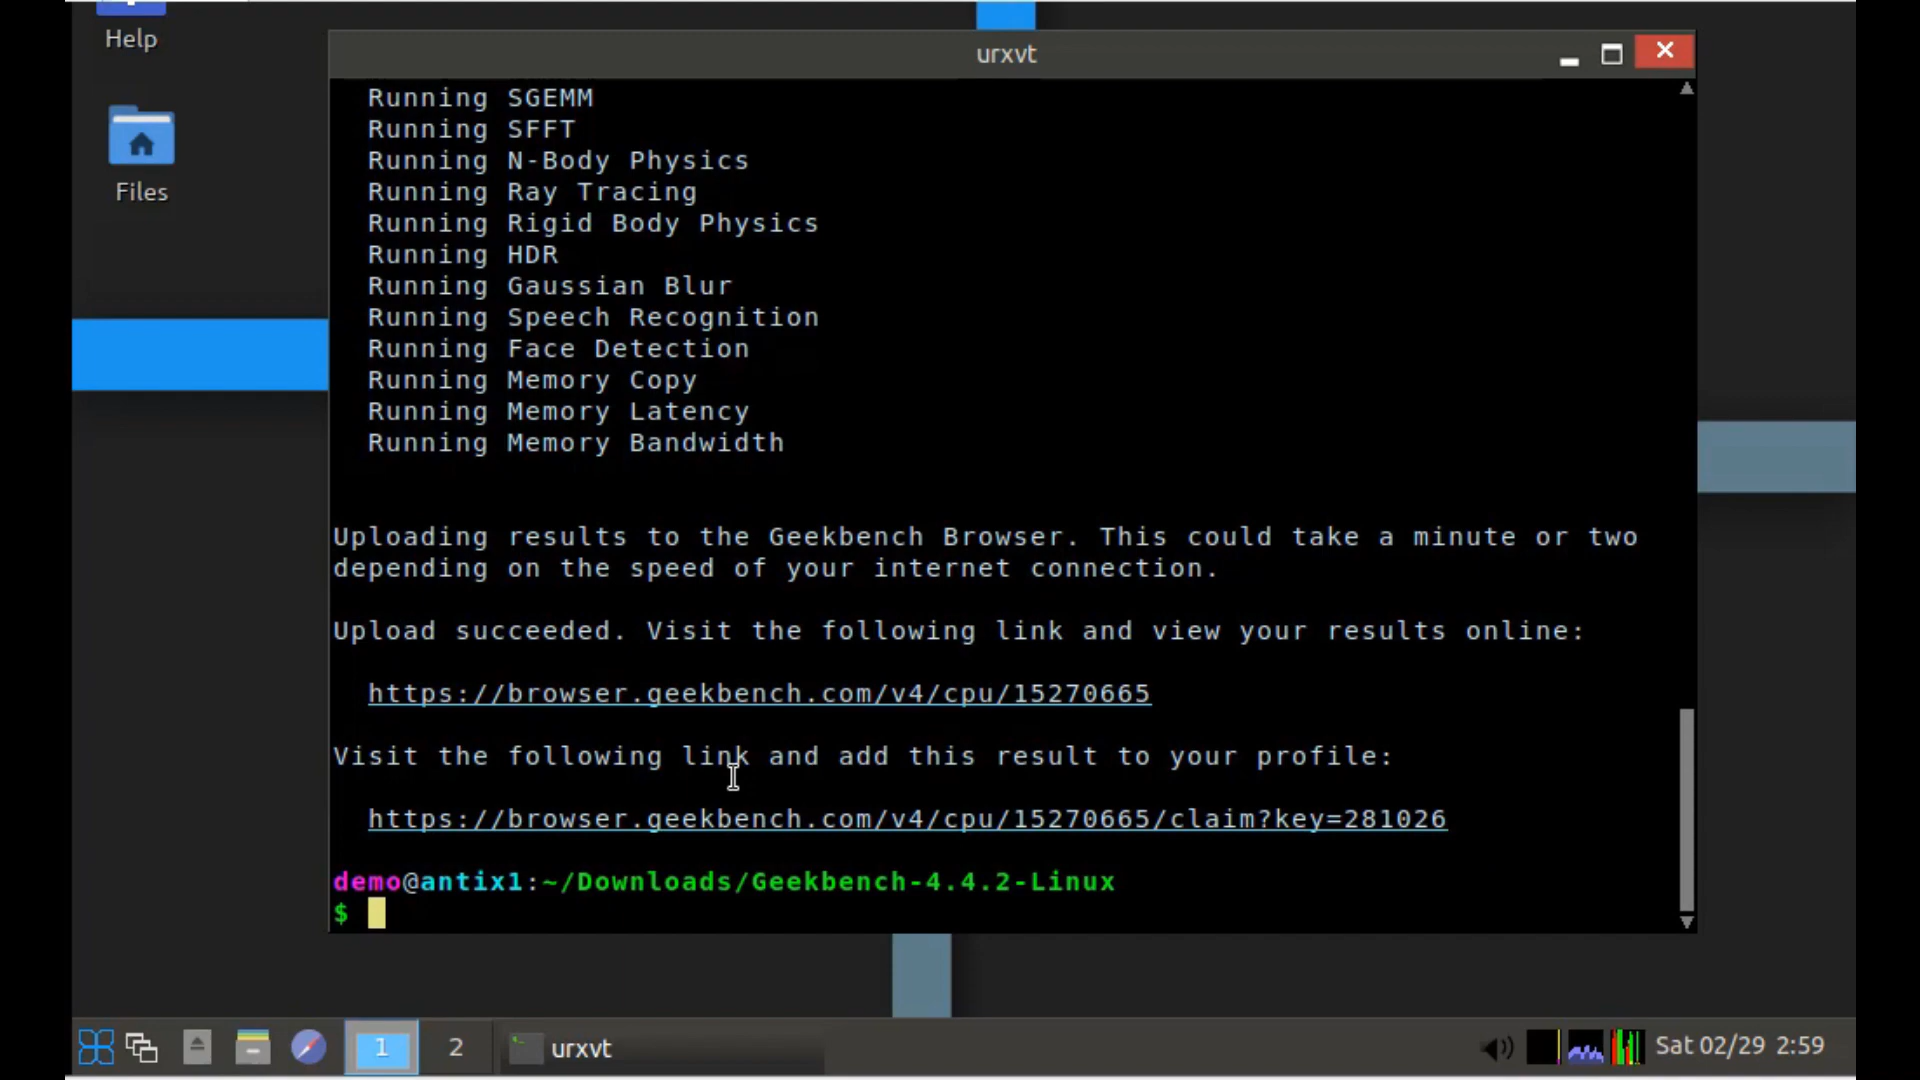 Help
Files
urxvt
Running SGEMM
Running SFFT
Running N-Body Physics
Running Ray Tracing
Running Rigid Body Physics
Running HDR
Running Gaussian Blur
Running Speech Recognition
Running Face Detection
Running Memory Copy
Running Memory Latency
Running Memory Bandwidth
Uploading results to the Geekbench Browser. This could take a minute or two
depending on the speed of your internet connection.
Upload succeeded. Visit the following link and view your results online:
https://browser.geekbench.com/v4/cpu/15270665
Visit the following link and add this result to your profile:
https://browser.geekbench.com/v4/cpu/15270665/claim?key=281026
demo@antix1:~/Downloads/Geekbench-4.4.2-Linux
$
1 2 urxvt Sat 02/29 2:59